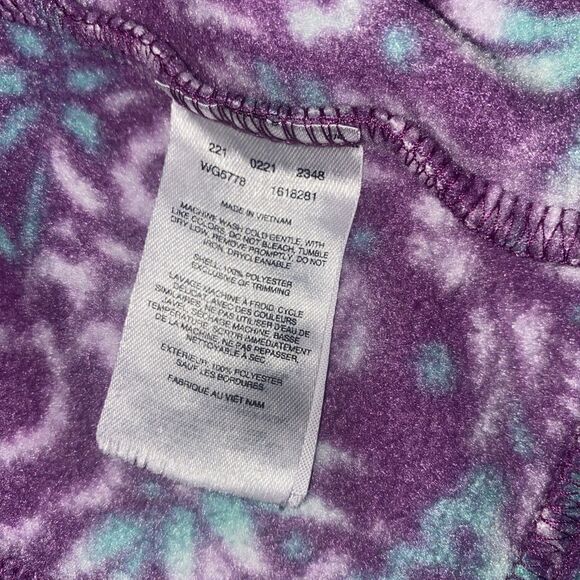 221 0221 2348
WG5778 1618281
MADE IN VIETNAM
MACHINE WASH COLD GENTLE, WITH
LIKE COLORS, DO NOT BLEACH, TUMBLE
DRY LOW, REMOVE PROMPTLY, DO NOT
IRON, DRYCLEANABLE
SHELL: 100% POLYESTER
EXCLUSIVE OF TRIMMING
LAVAGE MACHINE À FROID, CYCLE
DÉLICAT, AVEC DES COULEURS
SIMILAIRES, NE PAS UTILISER D'EAU DE
JAVEL, SÉCHAGE MACHINE, BASSE
TEMPÉRATURE, SORTIR IMMÉDIATEMENT
DE LA MACHINE, NE PAS REPASSER,
NETTOYABLE À SEC
EXTÉRIEUR: 100% POLYESTER
SAUF LES BORDURES
FABRIQUÉ AU VIÊT NAM